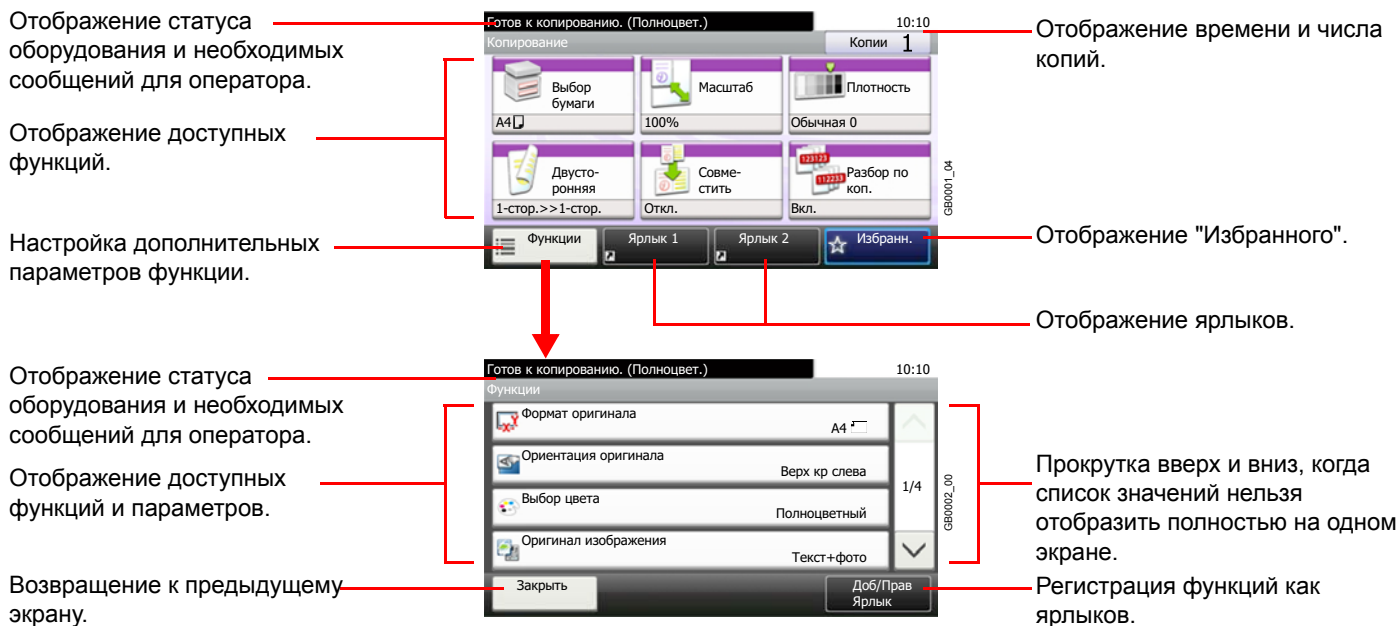 Отображение статуса
оборудования и необходимых
сообщений для оператора.
Отображение доступных
функций.
Настройка дополнительных
параметров функции.
Готов к копированию. (Полноцвет.)
10:10
Копирование
Копии 1
Выбор
бумаги
A4
Масштаб
100%
Плотность
Обычная 0
Двусто-
ронняя
1-стор.>>1-стор.
Совме-
стить
Откл.
123123
112233
Разбор по
коп.
Вкл.
Функции
Ярлык 1
Ярлык 2
Избранн.
GB0001_04
Отображение времени и числа
копий.
Отображение "Избранного".
Отображение ярлыков.
Отображение статуса
оборудования и необходимых
сообщений для оператора.
Отображение доступных
функций и параметров.
Возвращение к предыдущему
экрану.
Готов к копированию. (Полноцвет.)
10:10
Функции
Формат оригинала
A4
Ориентация оригинала
Верх кр слева
Выбор цвета
Полноцветный
Оригинал изображения
Текст+фото
1/4
Закрыть
Доб/Прав
Ярлык
GB0002_00
Прокрутка вверх и вниз, когда
список значений нельзя
отобразить полностью на одном
экране.
Регистрация функций как
ярлыков.